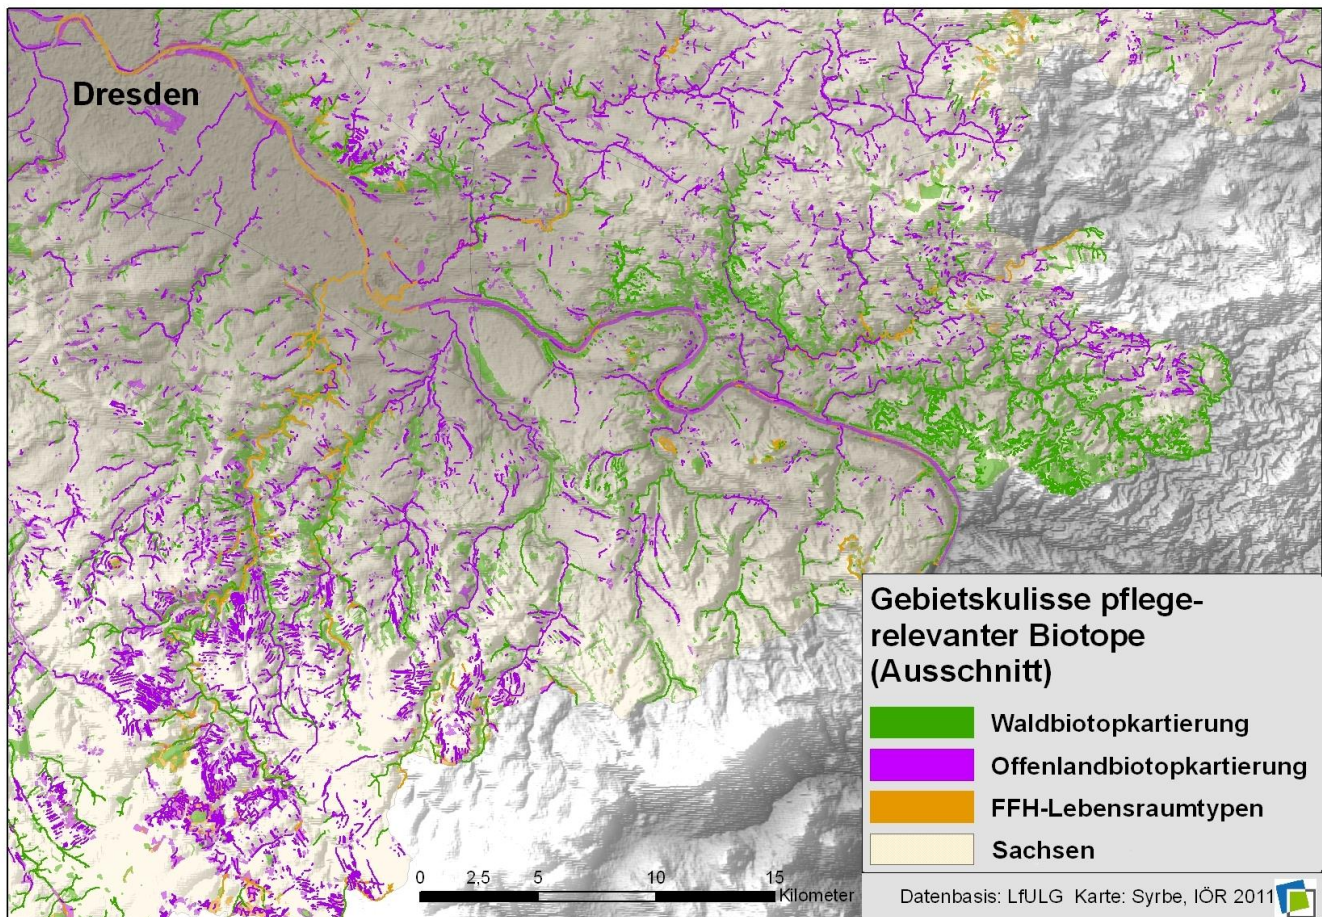 Dresden
Gebietskulisse pflege-
relevanter Biotope
(Ausschnitt)
Waldbiotopkartierung
Offenlandbiotopkartierung
FFH-Lebensraumtypen
Sachsen
0 2,5 5 10 15
Kilometer
Datenbasis: LfULG Karte: Syrbe, IÖR 2011